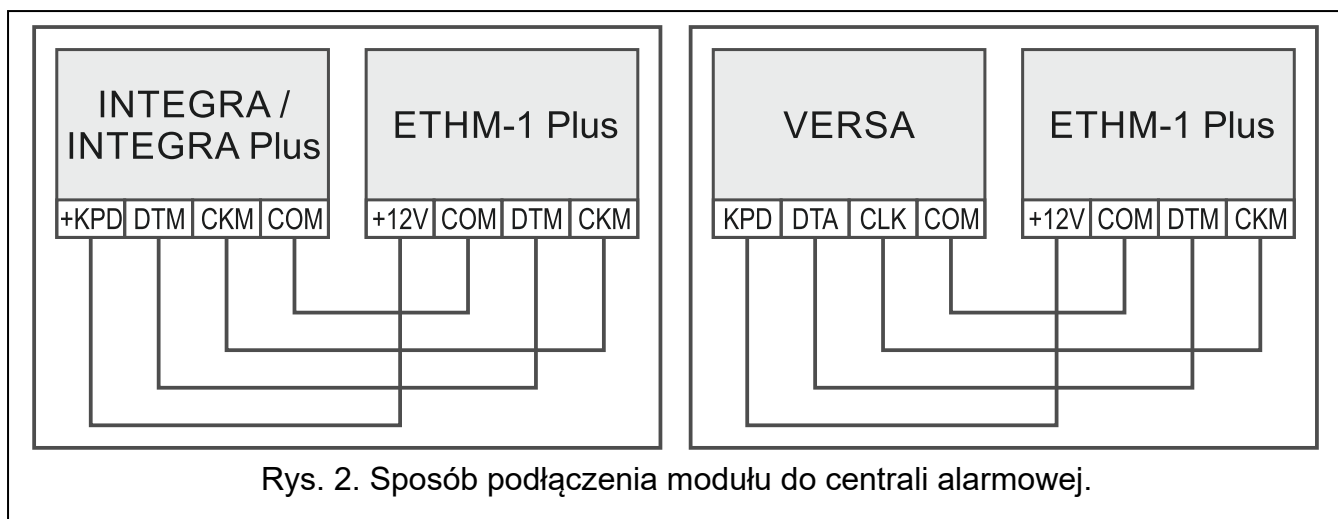 INTEGRA /
INTEGRA Plus
+KPD DTM CKM COM
ETHM-1 Plus
+12V COM DTM CKM
VERSA
KPD DTA CLK COM
ETHM-1 Plus
+12V COM DTM CKM
Rys. 2. Sposób podłączenia modułu do centrali alarmowej.